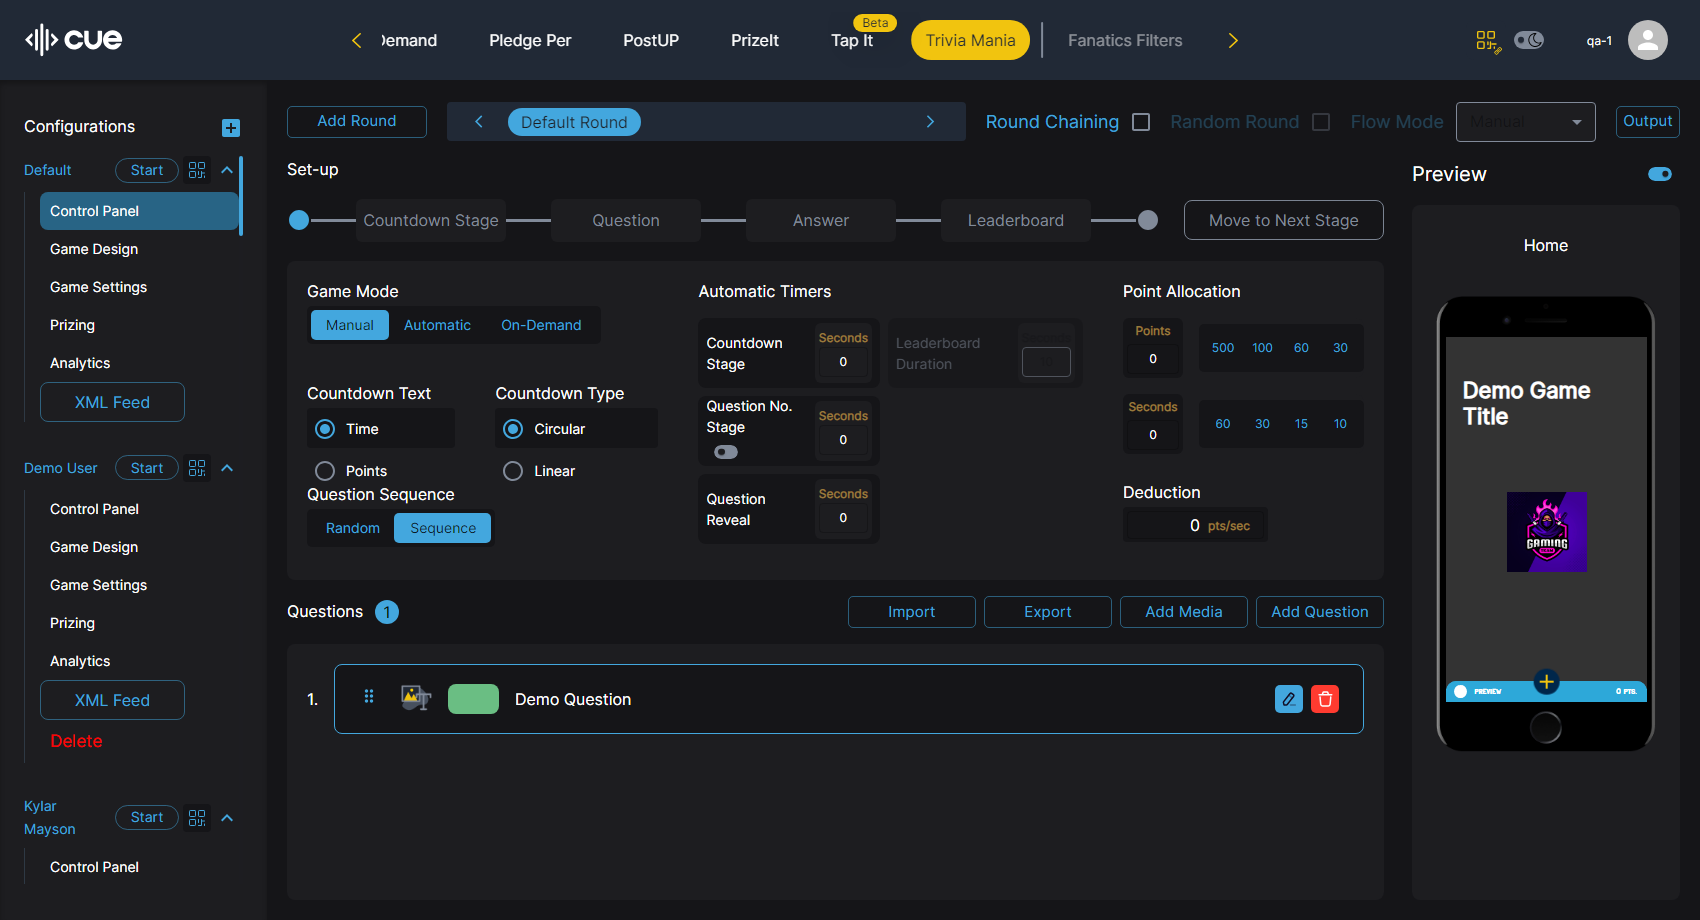 cue
Demand
Pledge Per
PostUP
PrizeIt
Tap It
Beta
Trivia Mania
Fanatics Filters
qa-1
Configurations
Default
Start
Control Panel
Game Design
Game Settings
Prizing
Analytics
XML Feed
Demo User
Start
Control Panel
Game Design
Game Settings
Prizing
Analytics
XML Feed
Delete
Kylar
Mayson
Start
Control Panel
Add Round
Default Round
Round Chaining
Random Round
Flow Mode
Manual
Output
Set-up
Countdown Stage
Question
Answer
Leaderboard
Move to Next Stage
Game Mode
Manual
Automatic
On-Demand
Countdown Text
Time
Points
Countdown Type
Circular
Linear
Question Sequence
Random
Sequence
Automatic Timers
Countdown
Stage
Seconds
0
Leaderboard
Duration
Question No.
Stage
Seconds
0
Question
Reveal
Seconds
0
Point Allocation
Points
0
500
100
60
30
Seconds
0
60
30
15
10
Deduction
0 pts/sec
Questions 1
Import
Export
Add Media
Add Question
1.
Demo Question
Preview
Home
Demo Game
Title
GAMING
PREVIEW
0 PTS.